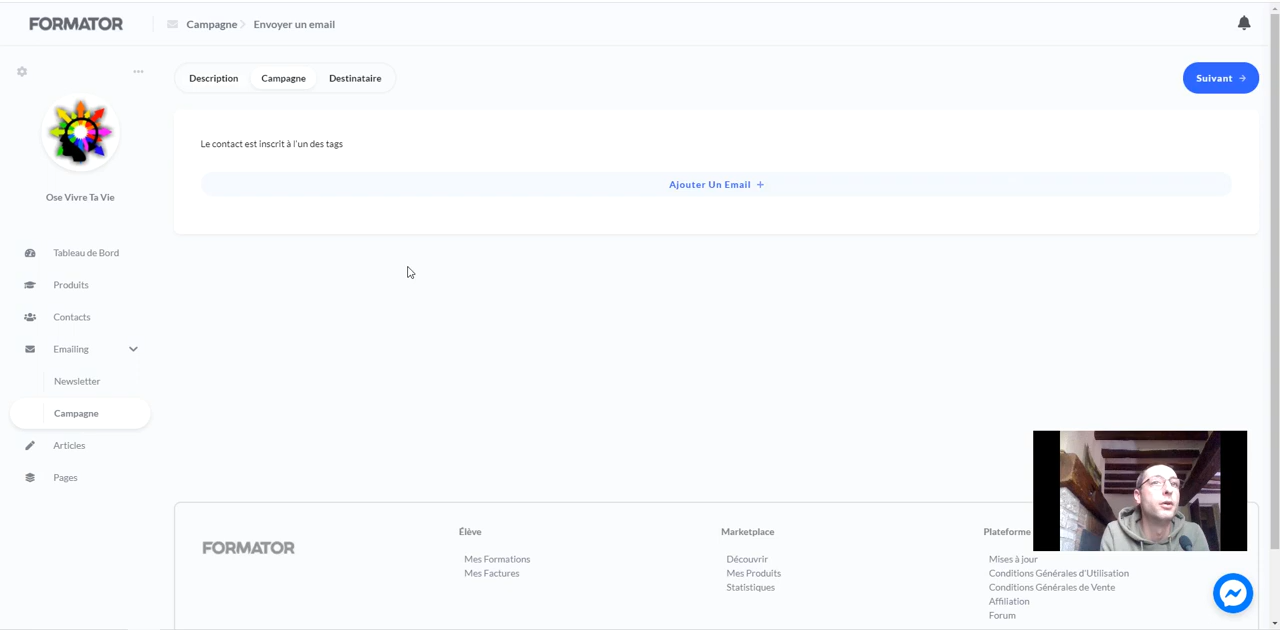 FORMATOR
Campagne
Envoyer un email
Description
Campagne
Destinataire
Suivant
Le contact est inscrit à l'un des tags
Ajouter Un Email +
Ose Vivre Ta Vie
Tableau de Bord
Produits
Contacts
Emailing
Newsletter
Campagne
Articles
Pages
FORMATOR
Élève
Mes Formations
Mes Factures
Marketplace
Découvrir
Mes Produits
Statistiques
Plateforme
Mises à jour
Conditions Générales d'Utilisation
Conditions Générales de Vente
Affiliation
Forum